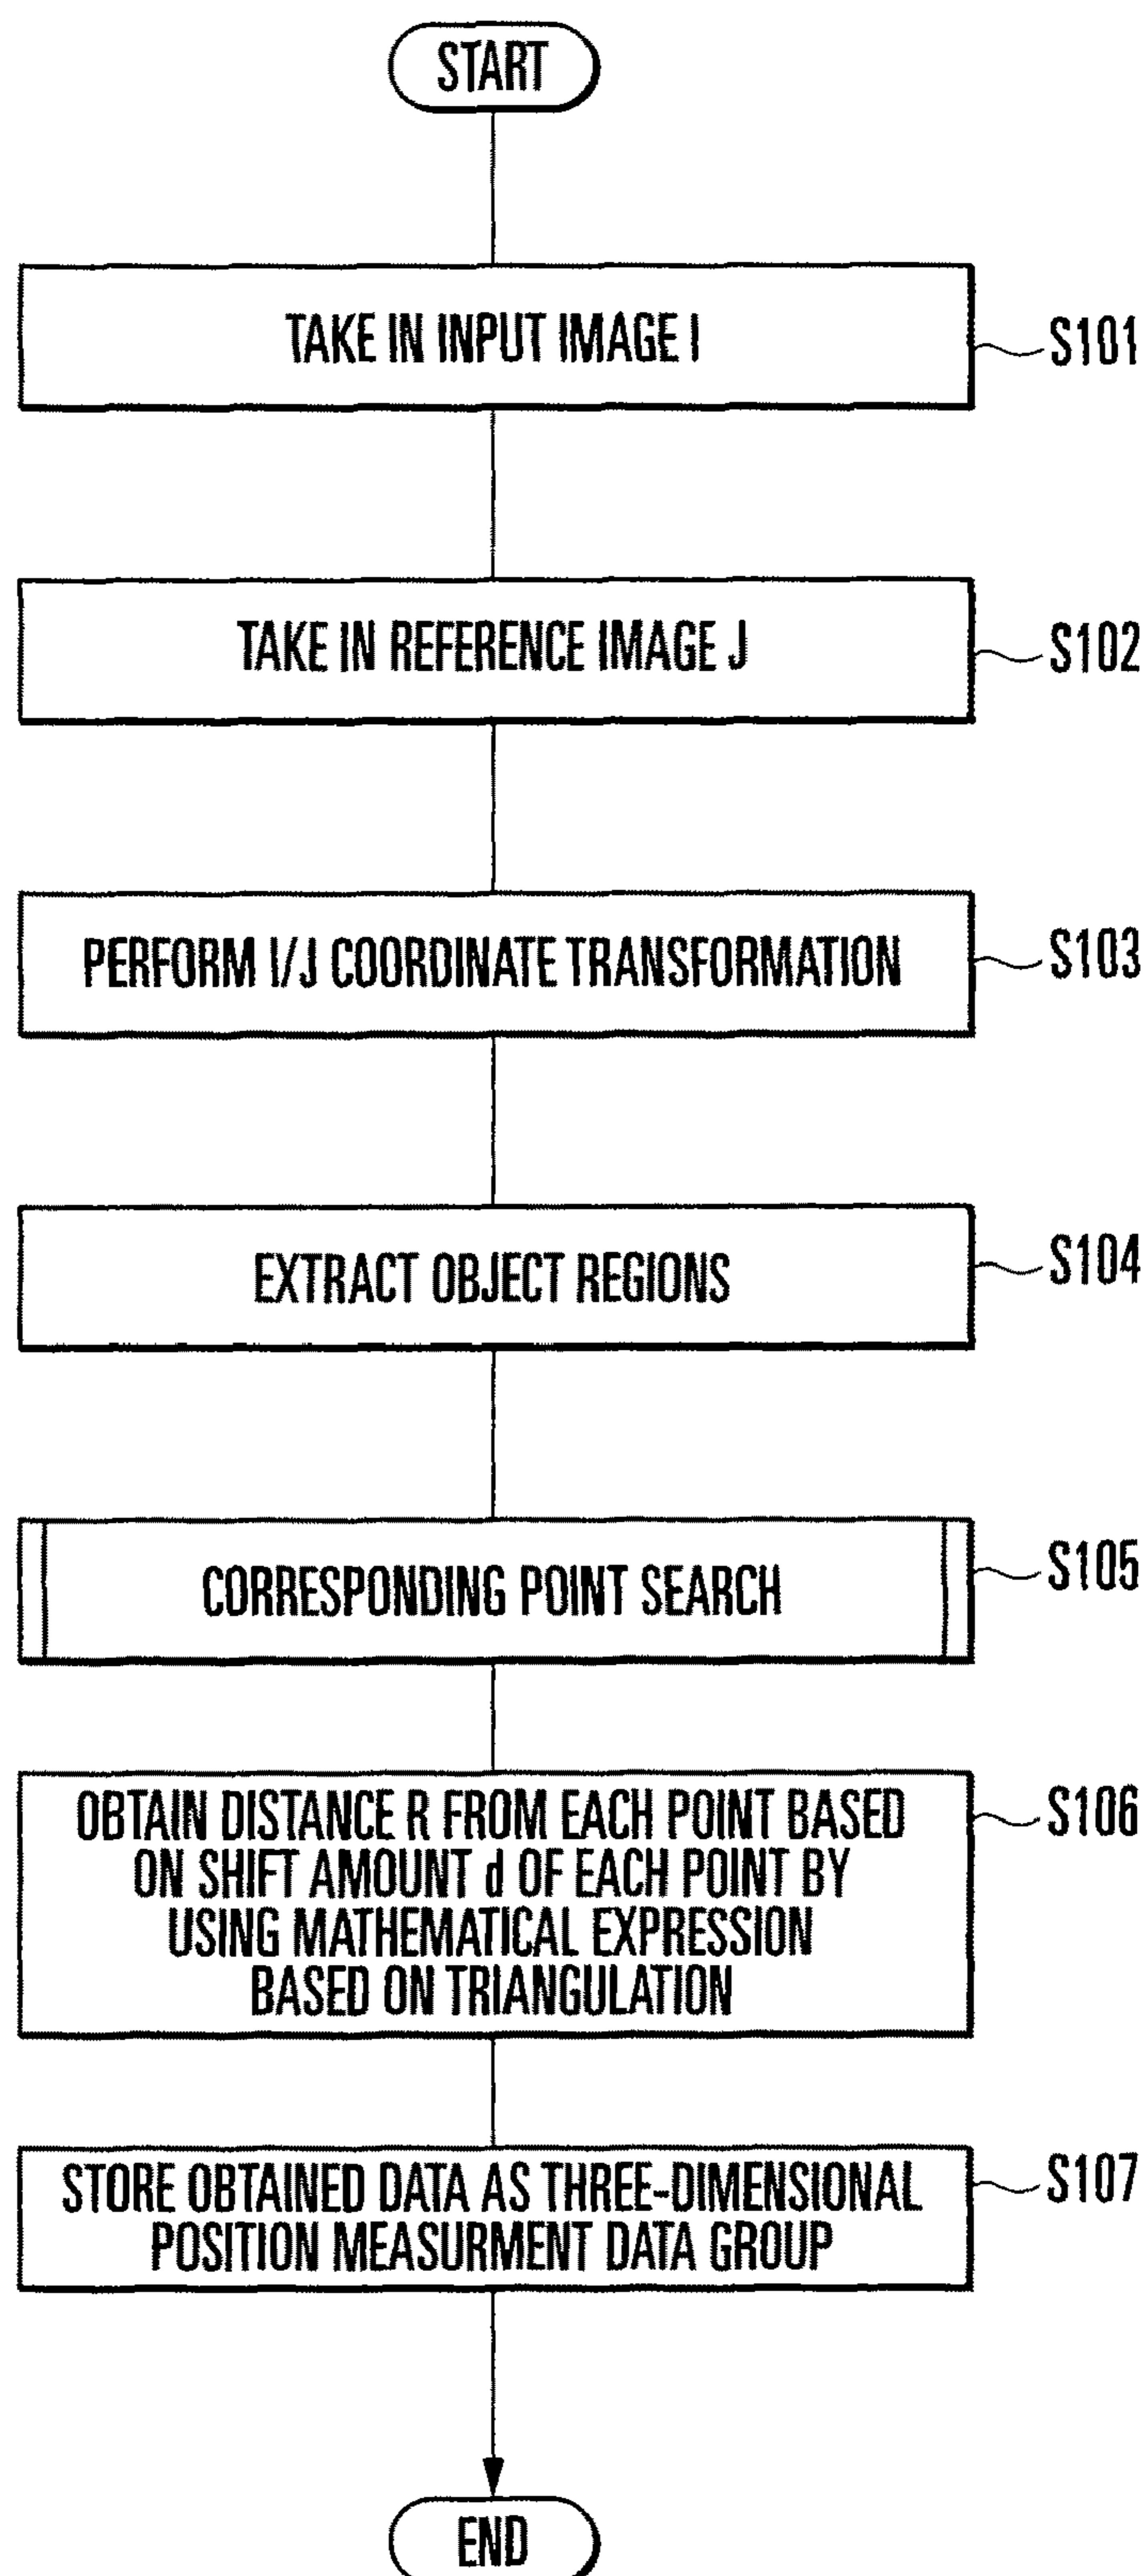 START
TAKE IN INPUT IMAGE I
S101
TAKE IN REFERENCE IMAGE J
S102
PERFORM I/J COORDINATE TRANSFORMATION
S103
EXTRACT OBJECT REGIONS
S104
CORRESPONDING POINT SEARCH
S105
OBTAIN DISTANCE R FROM EACH POINT BASED
ON SHIFT AMOUNT d OF EACH POINT BY
USING MATHEMATICAL EXPRESSION
BASED ON TRIANGULATION
S106
STORE OBTAINED DATA AS THREE-DIMENSIONAL
POSITION MEASURMENT DATA GROUP
S107
END